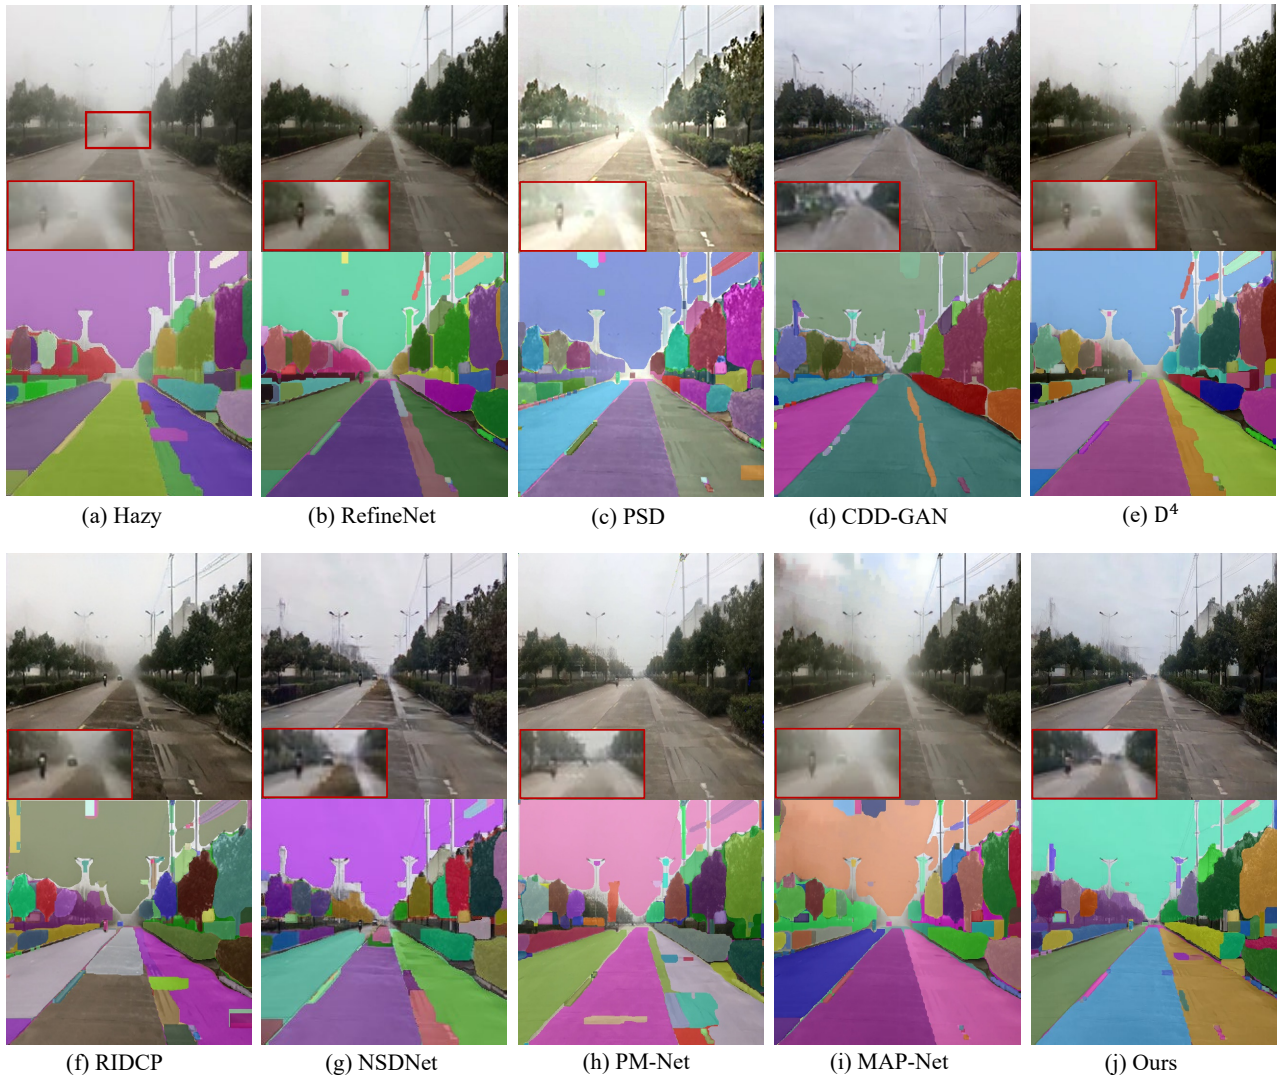 (a) Hazy
(b) RefineNet
(c) PSD
(d) CDD-GAN
(e) D⁴
(f) RIDCP
(g) NSDNet
(h) PM-Net
(i) MAP-Net
(j) Ours